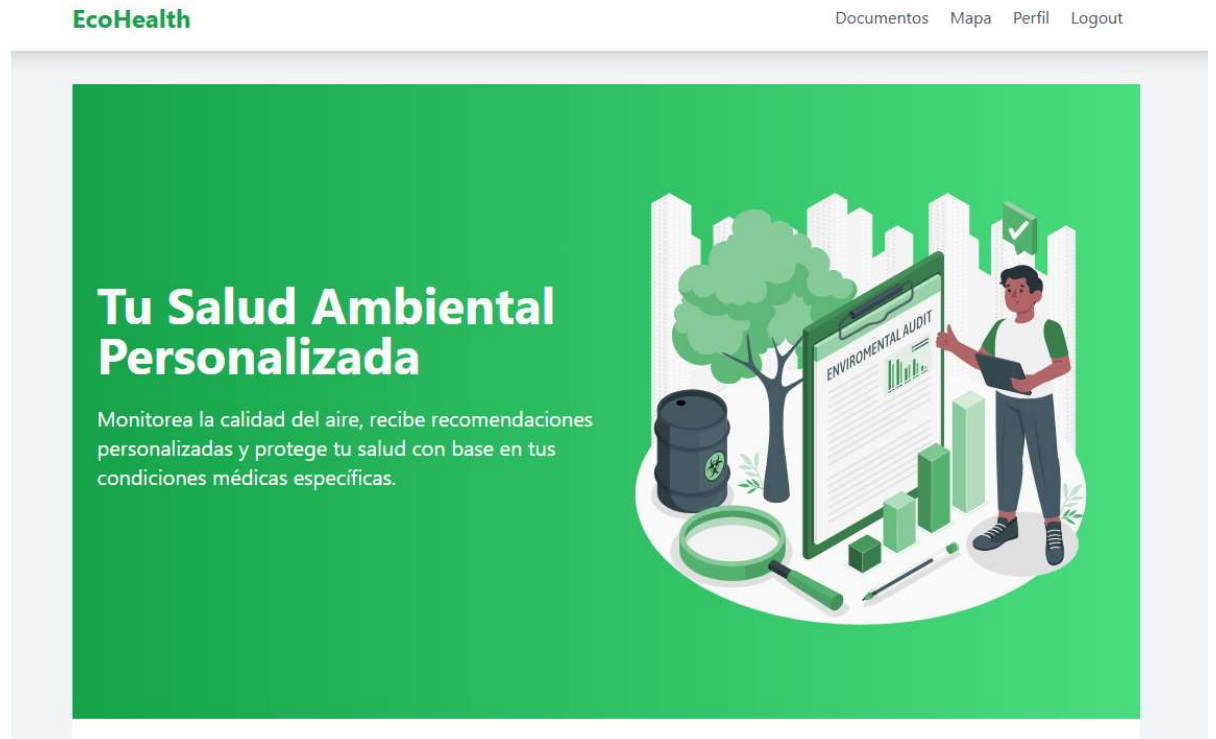 EcoHealth
Documentos Mapa Perfil Logout
Tu Salud Ambiental
Personalizada
Monitorea la calidad del aire, recibe recomendaciones
personalizadas y protege tu salud con base en tus
condiciones médicas específicas.
ENVIROMENTAL AUDIT